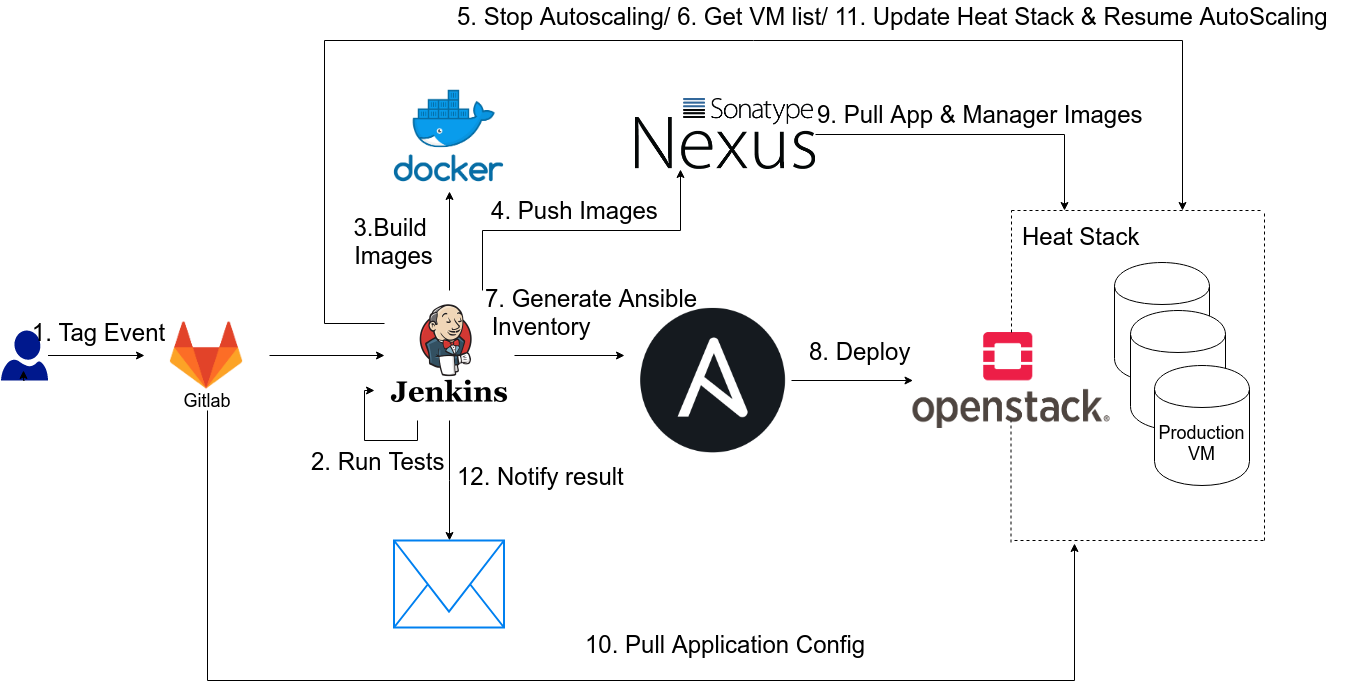 5. Stop Autoscaling/ 6. Get VM list/ 11. Update Heat Stack & Resume AutoScaling
docker
Sonatype
Nexus
9. Pull App & Manager Images
3.Build
Images
4. Push Images
Heat Stack
1. Tag Event
Gitlab
7. Generate Ansible
Inventory
Jenkins
8. Deploy
openstack®
Production
VM
2. Run Tests
12. Notify result
10. Pull Application Config